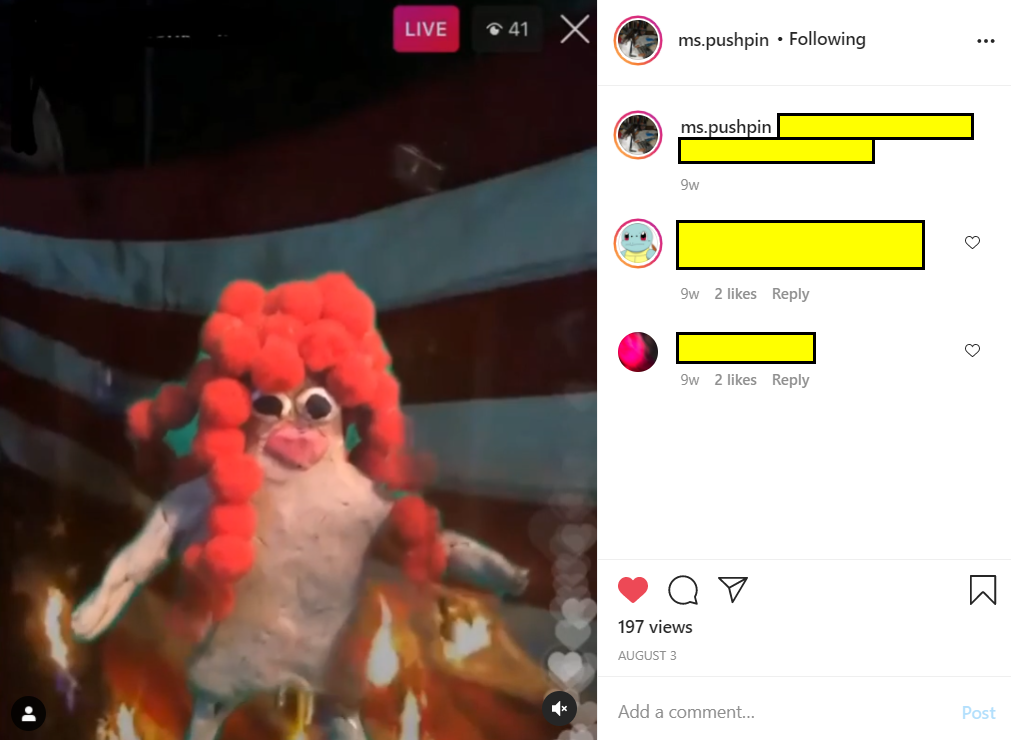 LIVE 41
ms.pushpin • Following
ms.pushpin
9w
9w 2 likes Reply
9w 2 likes Reply
197 views
AUGUST 3
Add a comment... Post